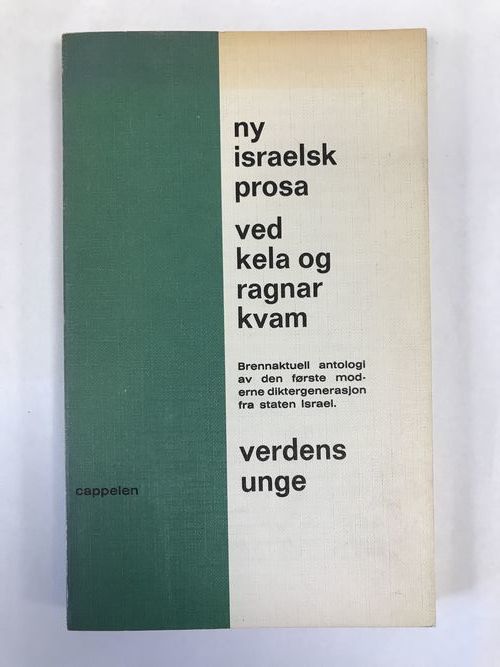 ny
israelsk
prosa
ved
kela og
ragnar
kvam
Brennaktuell antologi
av den første mod-
erne diktergenerasjon
fra staten Israel.
verdens
unge
cappelen